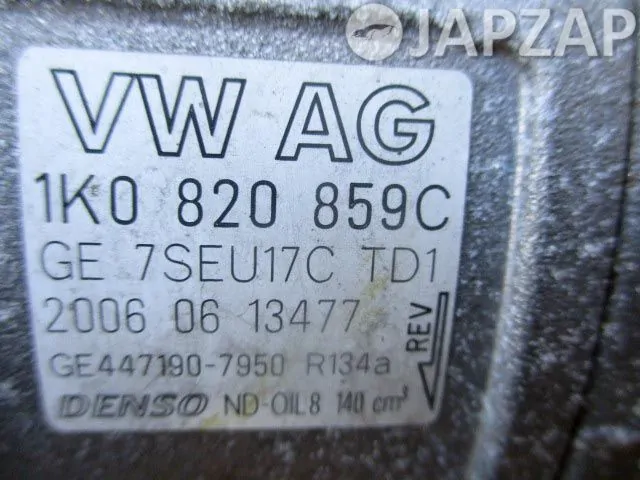 JAPZAP
VW AG
1K0 820 859C
GE 7SEU17C TD1
2006 06 13477
GE447190-7950 R134a
REV
DENSO ND-OIL8 140 cm³